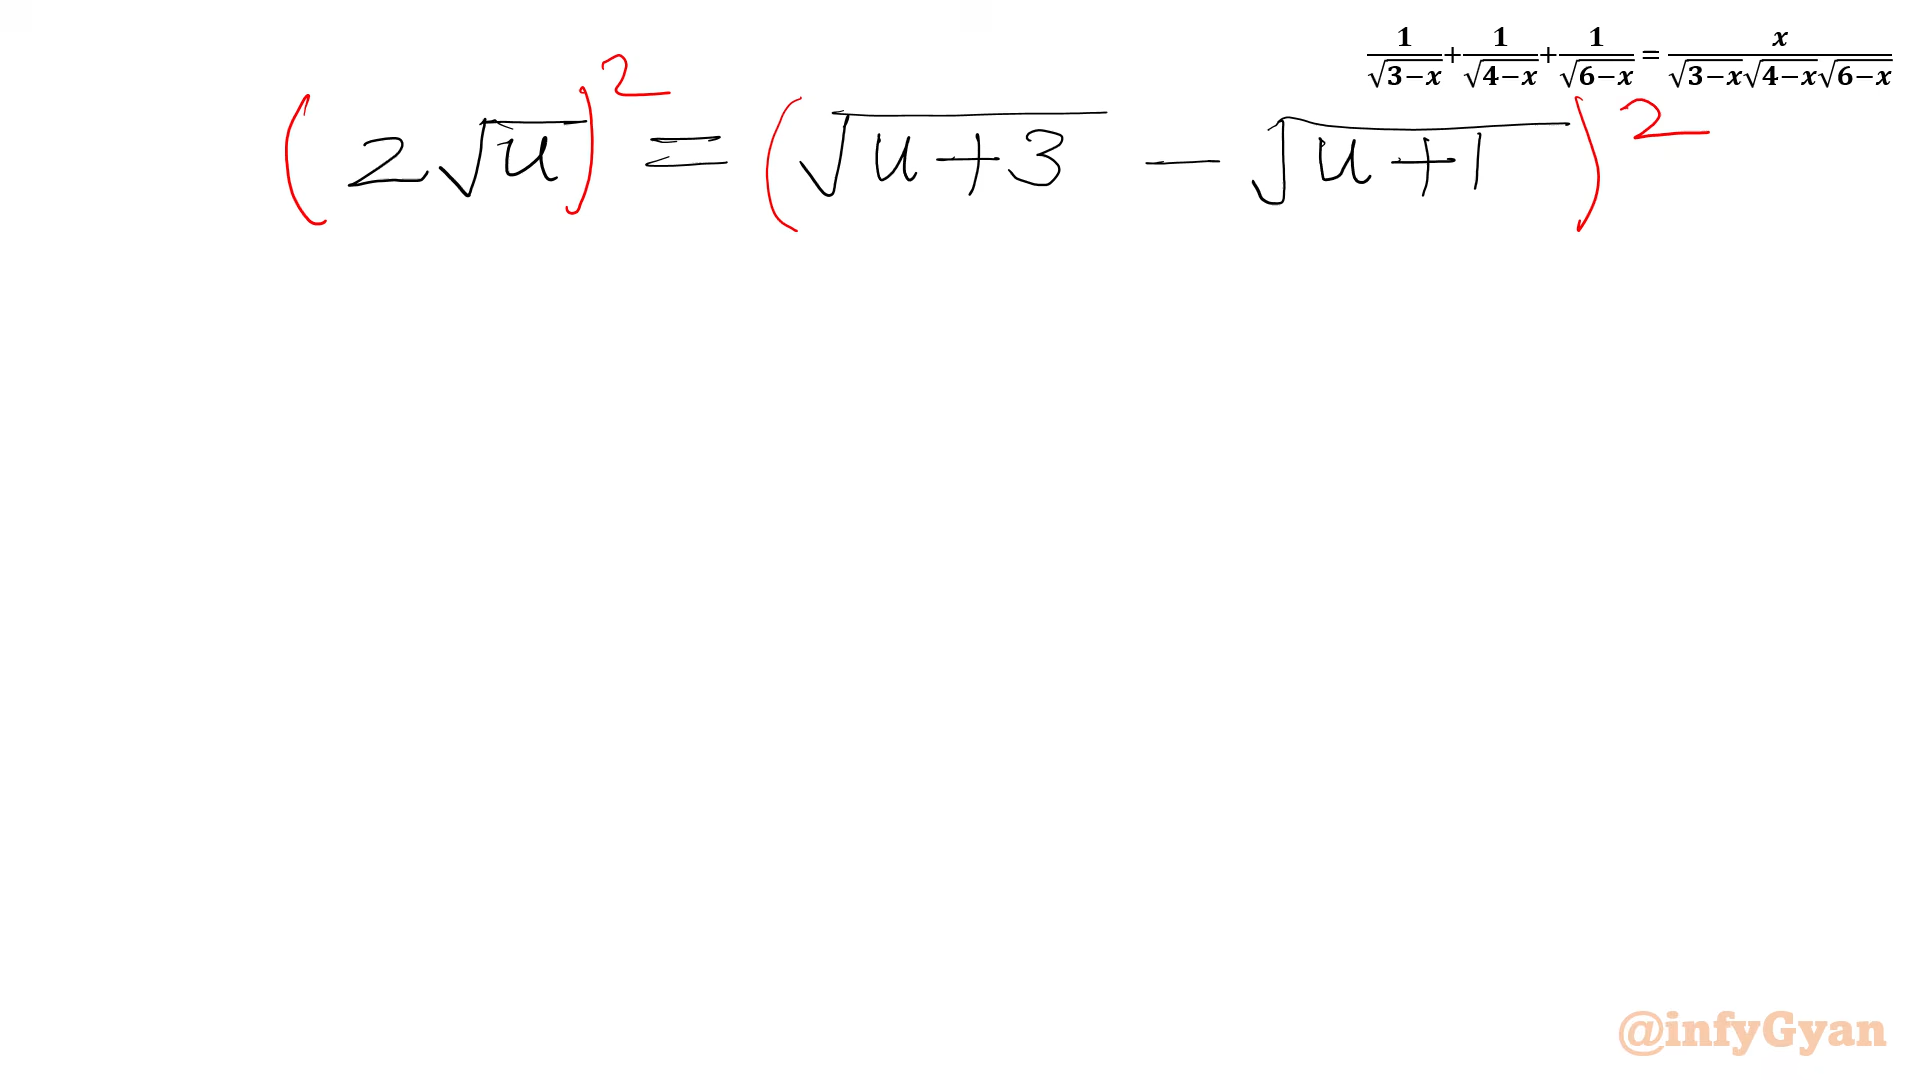 1/√(3−x) + 1/√(4−x) + 1/√(6−x) = x/(√(3−x)√(4−x)√(6−x))
(2√u)² = (√(u+3) − √(u+1))²
@infyGyan